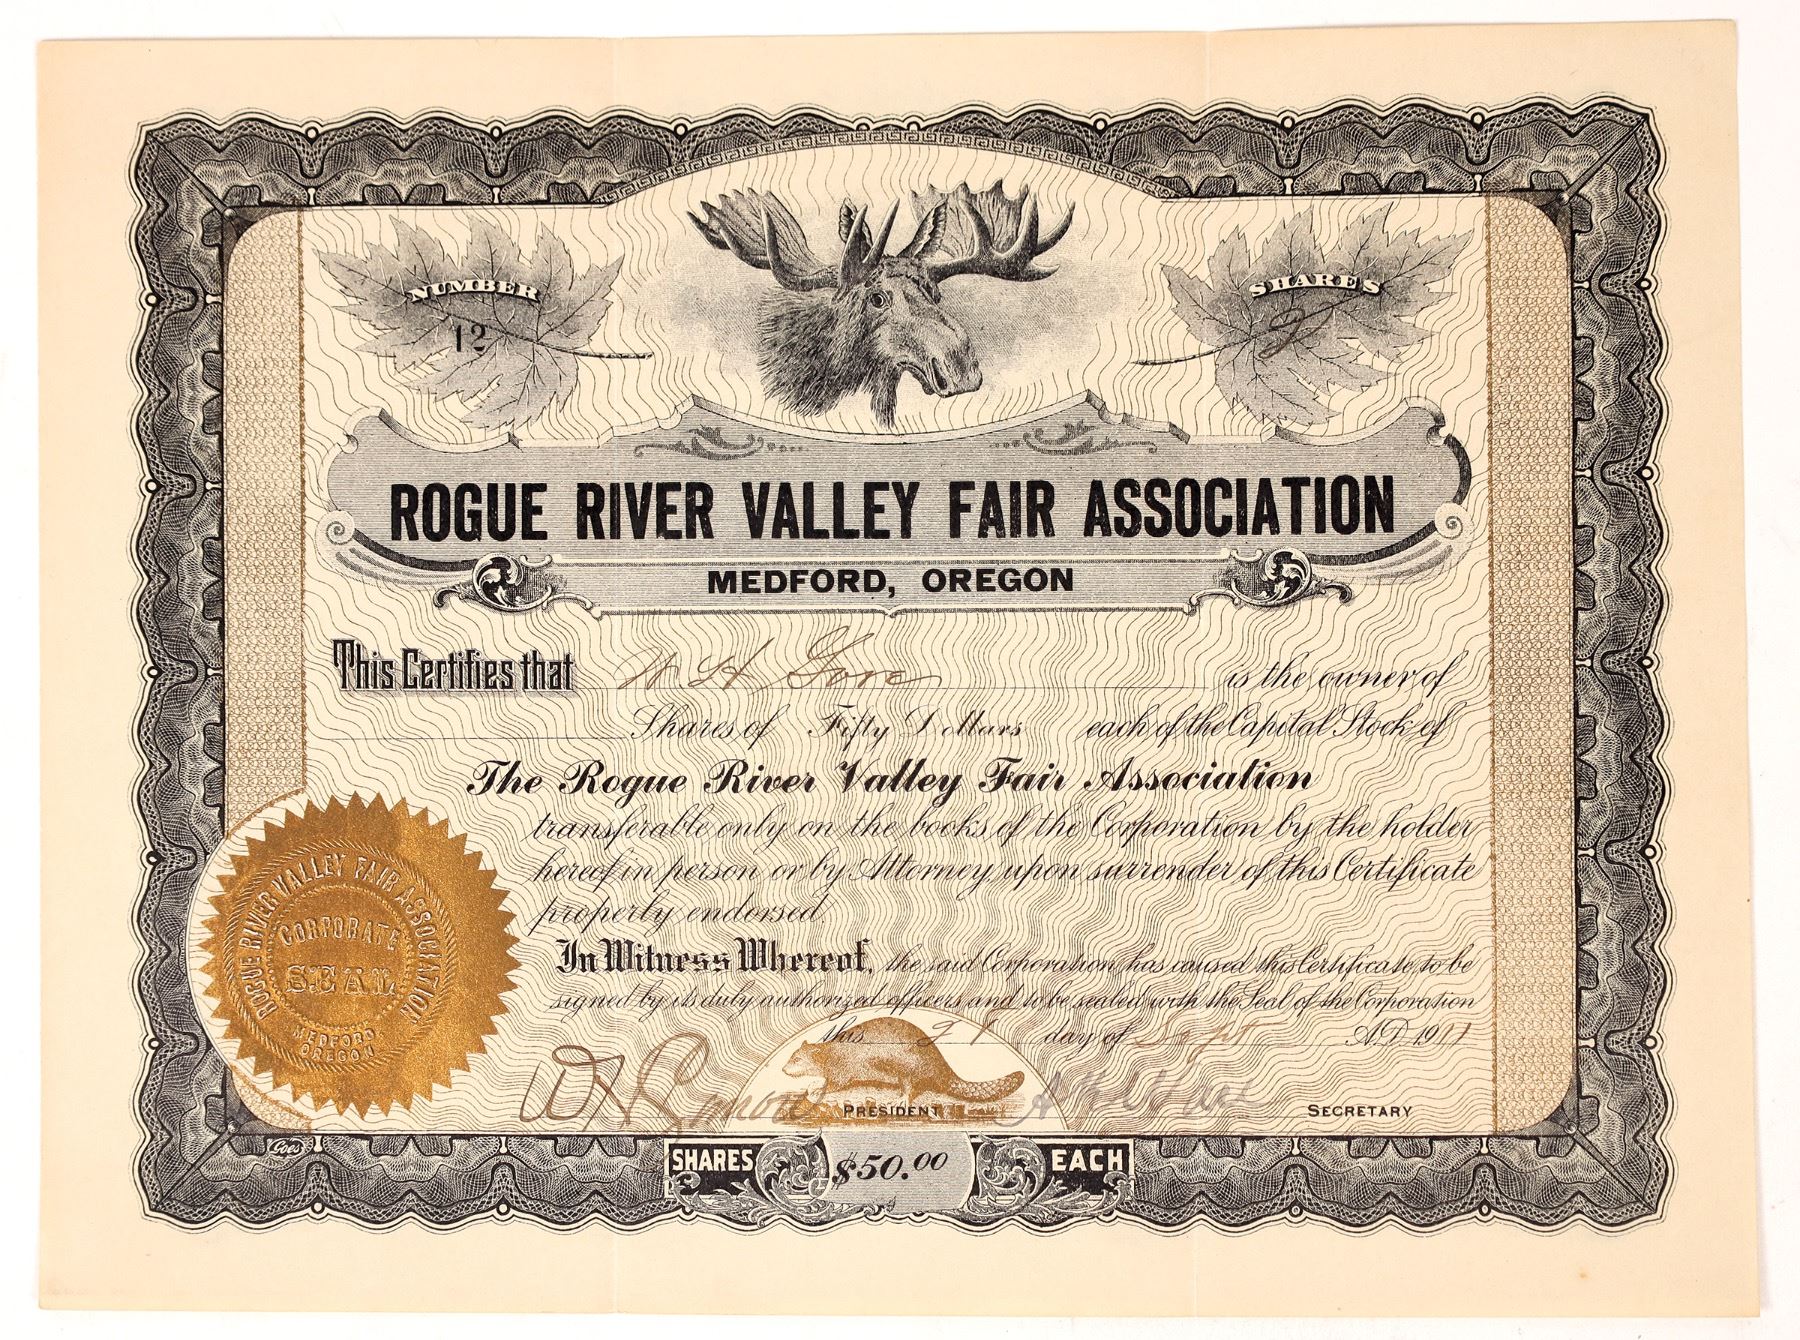 NUMBER
12
SHARES
2
ROGUE RIVER VALLEY FAIR ASSOCIATION
MEDFORD, OREGON
This Certifies that W H Gore is the owner of
Shares of Fifty Dollars each of the Capital Stock of
The Rogue River Valley Fair Association
transferable only on the books of the Corporation by the holder
hereof in person or by Attorney upon surrender of this Certificate
properly endorsed
In Witness Whereof, the said Corporation has caused this Certificate to be
signed by its duly authorized officers and to be sealed with the Seal of the Corporation
this day of Sept A.D. 1911
PRESIDENT
SECRETARY
ROGUE RIVER VALLEY FAIR ASSOCIATION
CORPORATE
SEAL
MEDFORD
OREGON
Goes
SHARES $50.00 EACH